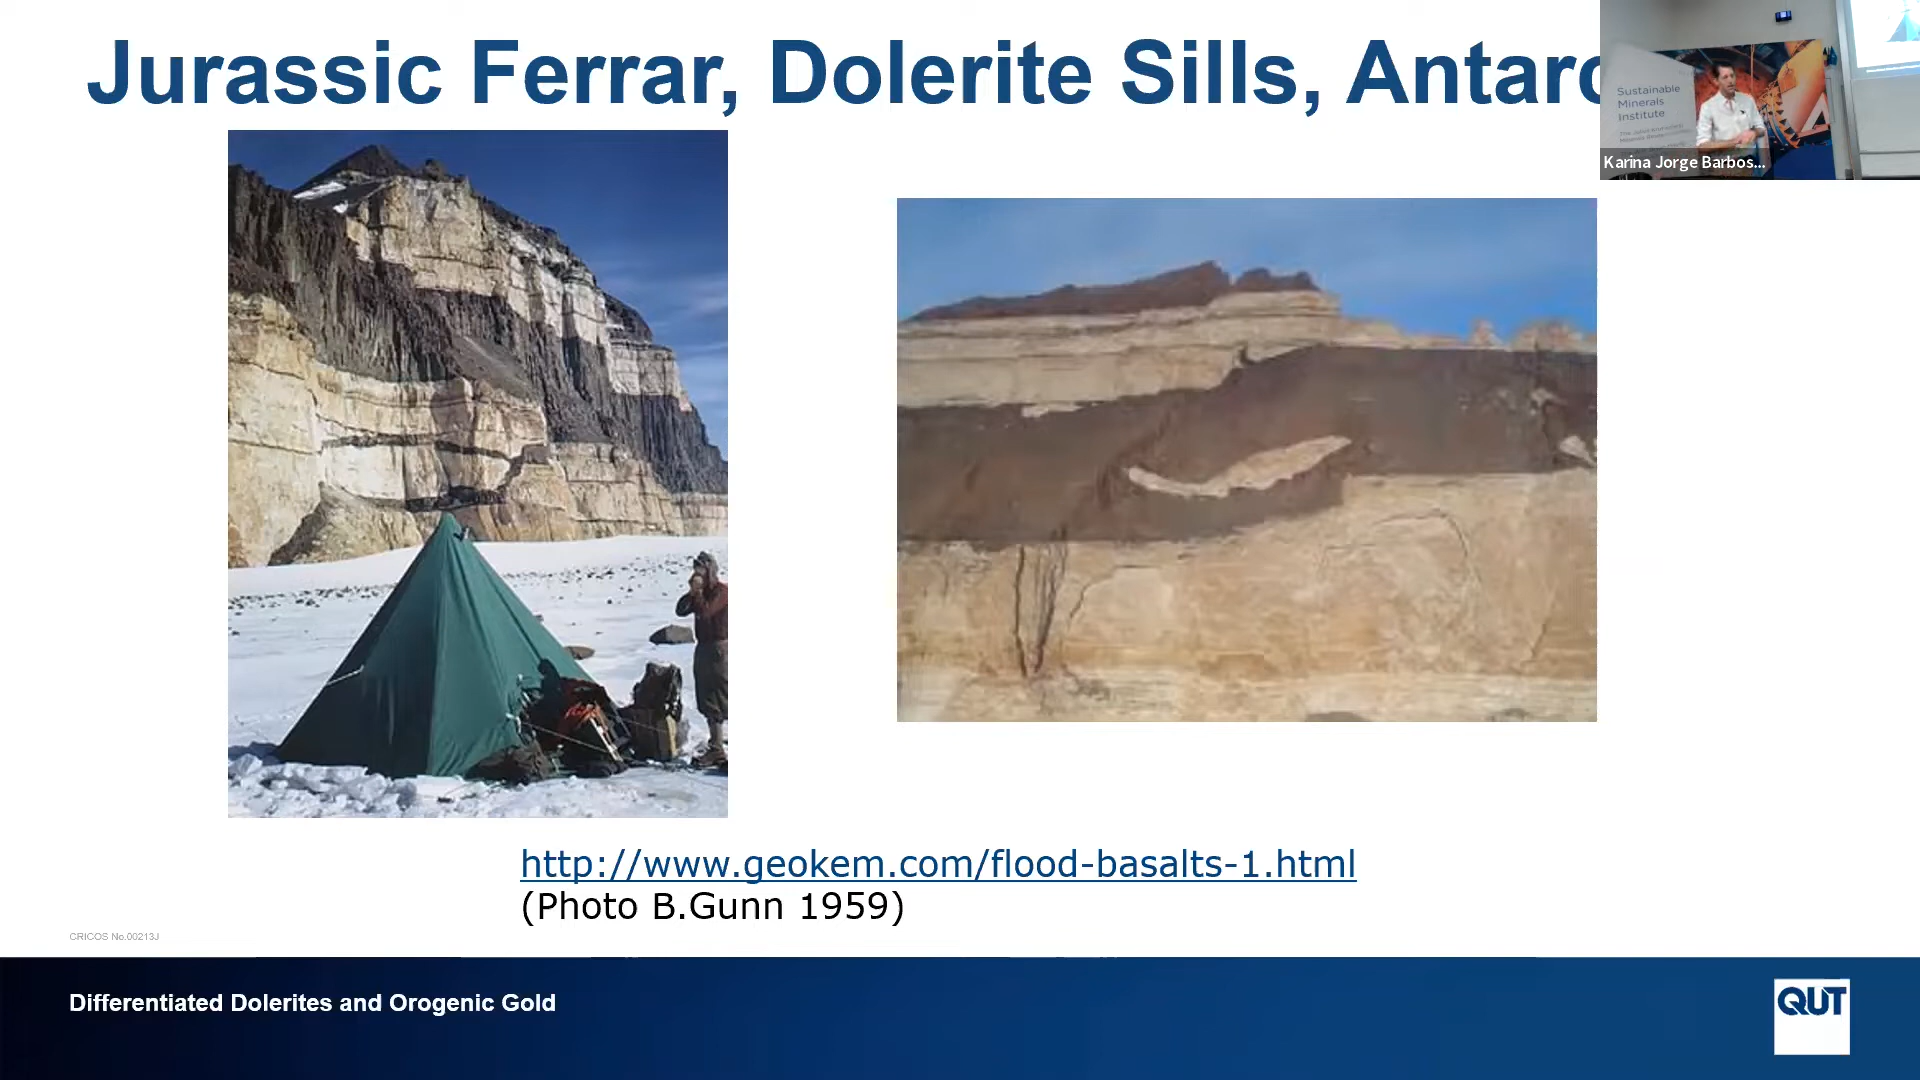 Jurassic Ferrar, Dolerite Sills, Antarc
Sustainable
Minerals
Institute
Karina Jorge Barbos...
http://www.geokem.com/flood-basalts-1.html
(Photo B.Gunn 1959)
CRICOS No.00213J
Differentiated Dolerites and Orogenic Gold
QUT